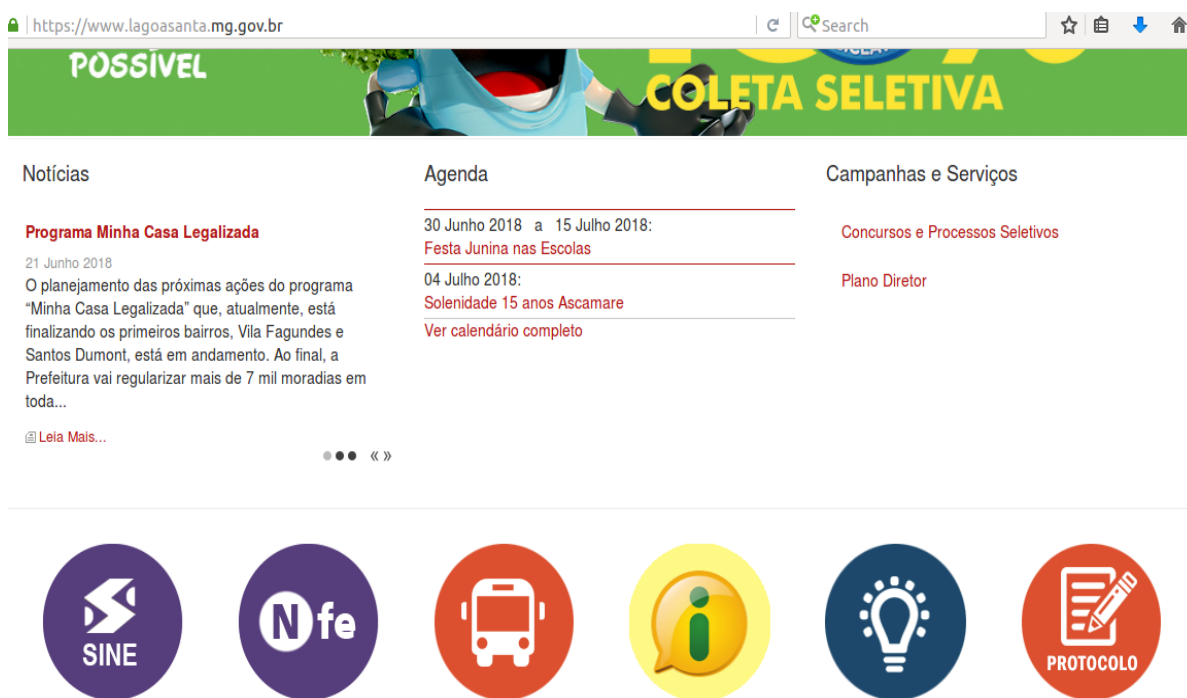 https://www.lagoasanta.mg.gov.br
Search
POSSÍVEL
COLETA SELETIVA
Notícias
Programa Minha Casa Legalizada
21 Junho 2018
O planejamento das próximas ações do programa
“Minha Casa Legalizada” que, atualmente, está
finalizando os primeiros bairros, Vila Fagundes e
Santos Dumont, está em andamento. Ao final, a
Prefeitura vai regularizar mais de 7 mil moradias em
toda...
Leia Mais...
« »
Agenda
30 Junho 2018 a 15 Julho 2018:
Festa Junina nas Escolas
04 Julho 2018:
Solenidade 15 anos Ascamare
Ver calendário completo
Campanhas e Serviços
Concursos e Processos Seletivos
Plano Diretor
SINE
Nfe
i
PROTOCOLO